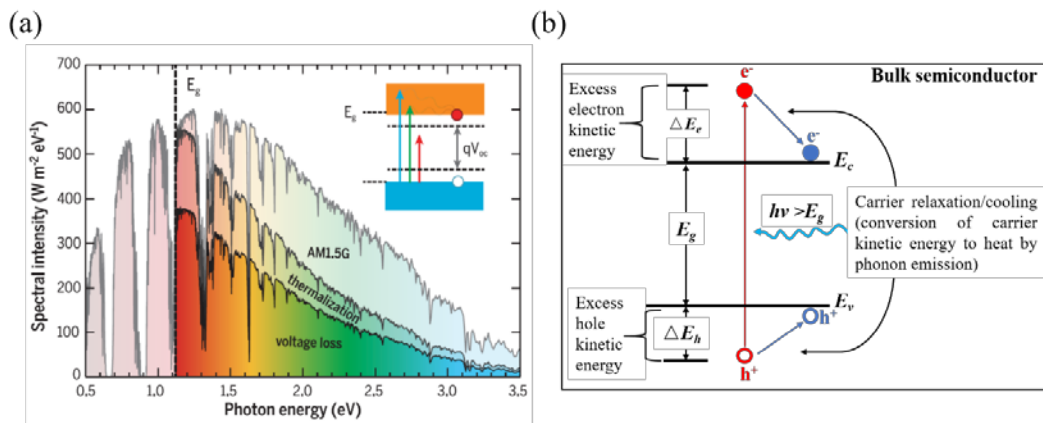 (a)
700
600
500
400
300
200
100
0
Spectral intensity (W m⁻² eV⁻¹)
E_g
AM1.5G
thermalization
voltage loss
E_g
qV_oc
0.5 1.0 1.5 2.0 2.5 3.0 3.5
Photon energy (eV)
(b)
Bulk semiconductor
Excess
electron
kinetic
energy
△E_e
e⁻
e⁻
E_c
E_g
hν >E_g
Carrier relaxation/cooling
(conversion of carrier
kinetic energy to heat by
phonon emission)
E_v
Excess
hole
kinetic
energy
△E_h
h⁺
h⁺